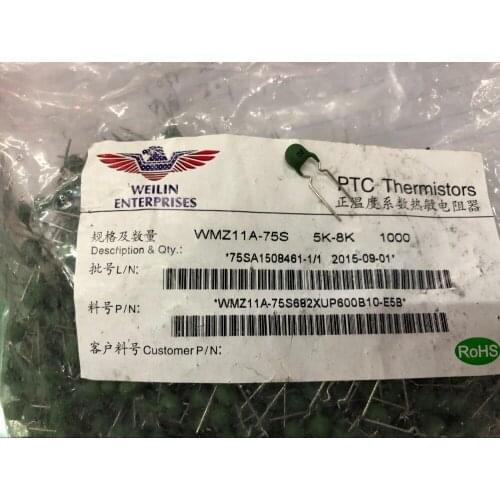 WEILIN
ENTERPRISES
PTC Thermistors
正温度系数热敏电阻器
规格及数量 WMZ11A-75S 5K-8K 1000
Description & Qty.:
*75SA1508461-1/1 2015-09-01*
批号L/N:
*WMZ11A-75S682XUP600B10-E5B*
料号P/N:
客户料号Customer P/N:
RoHS